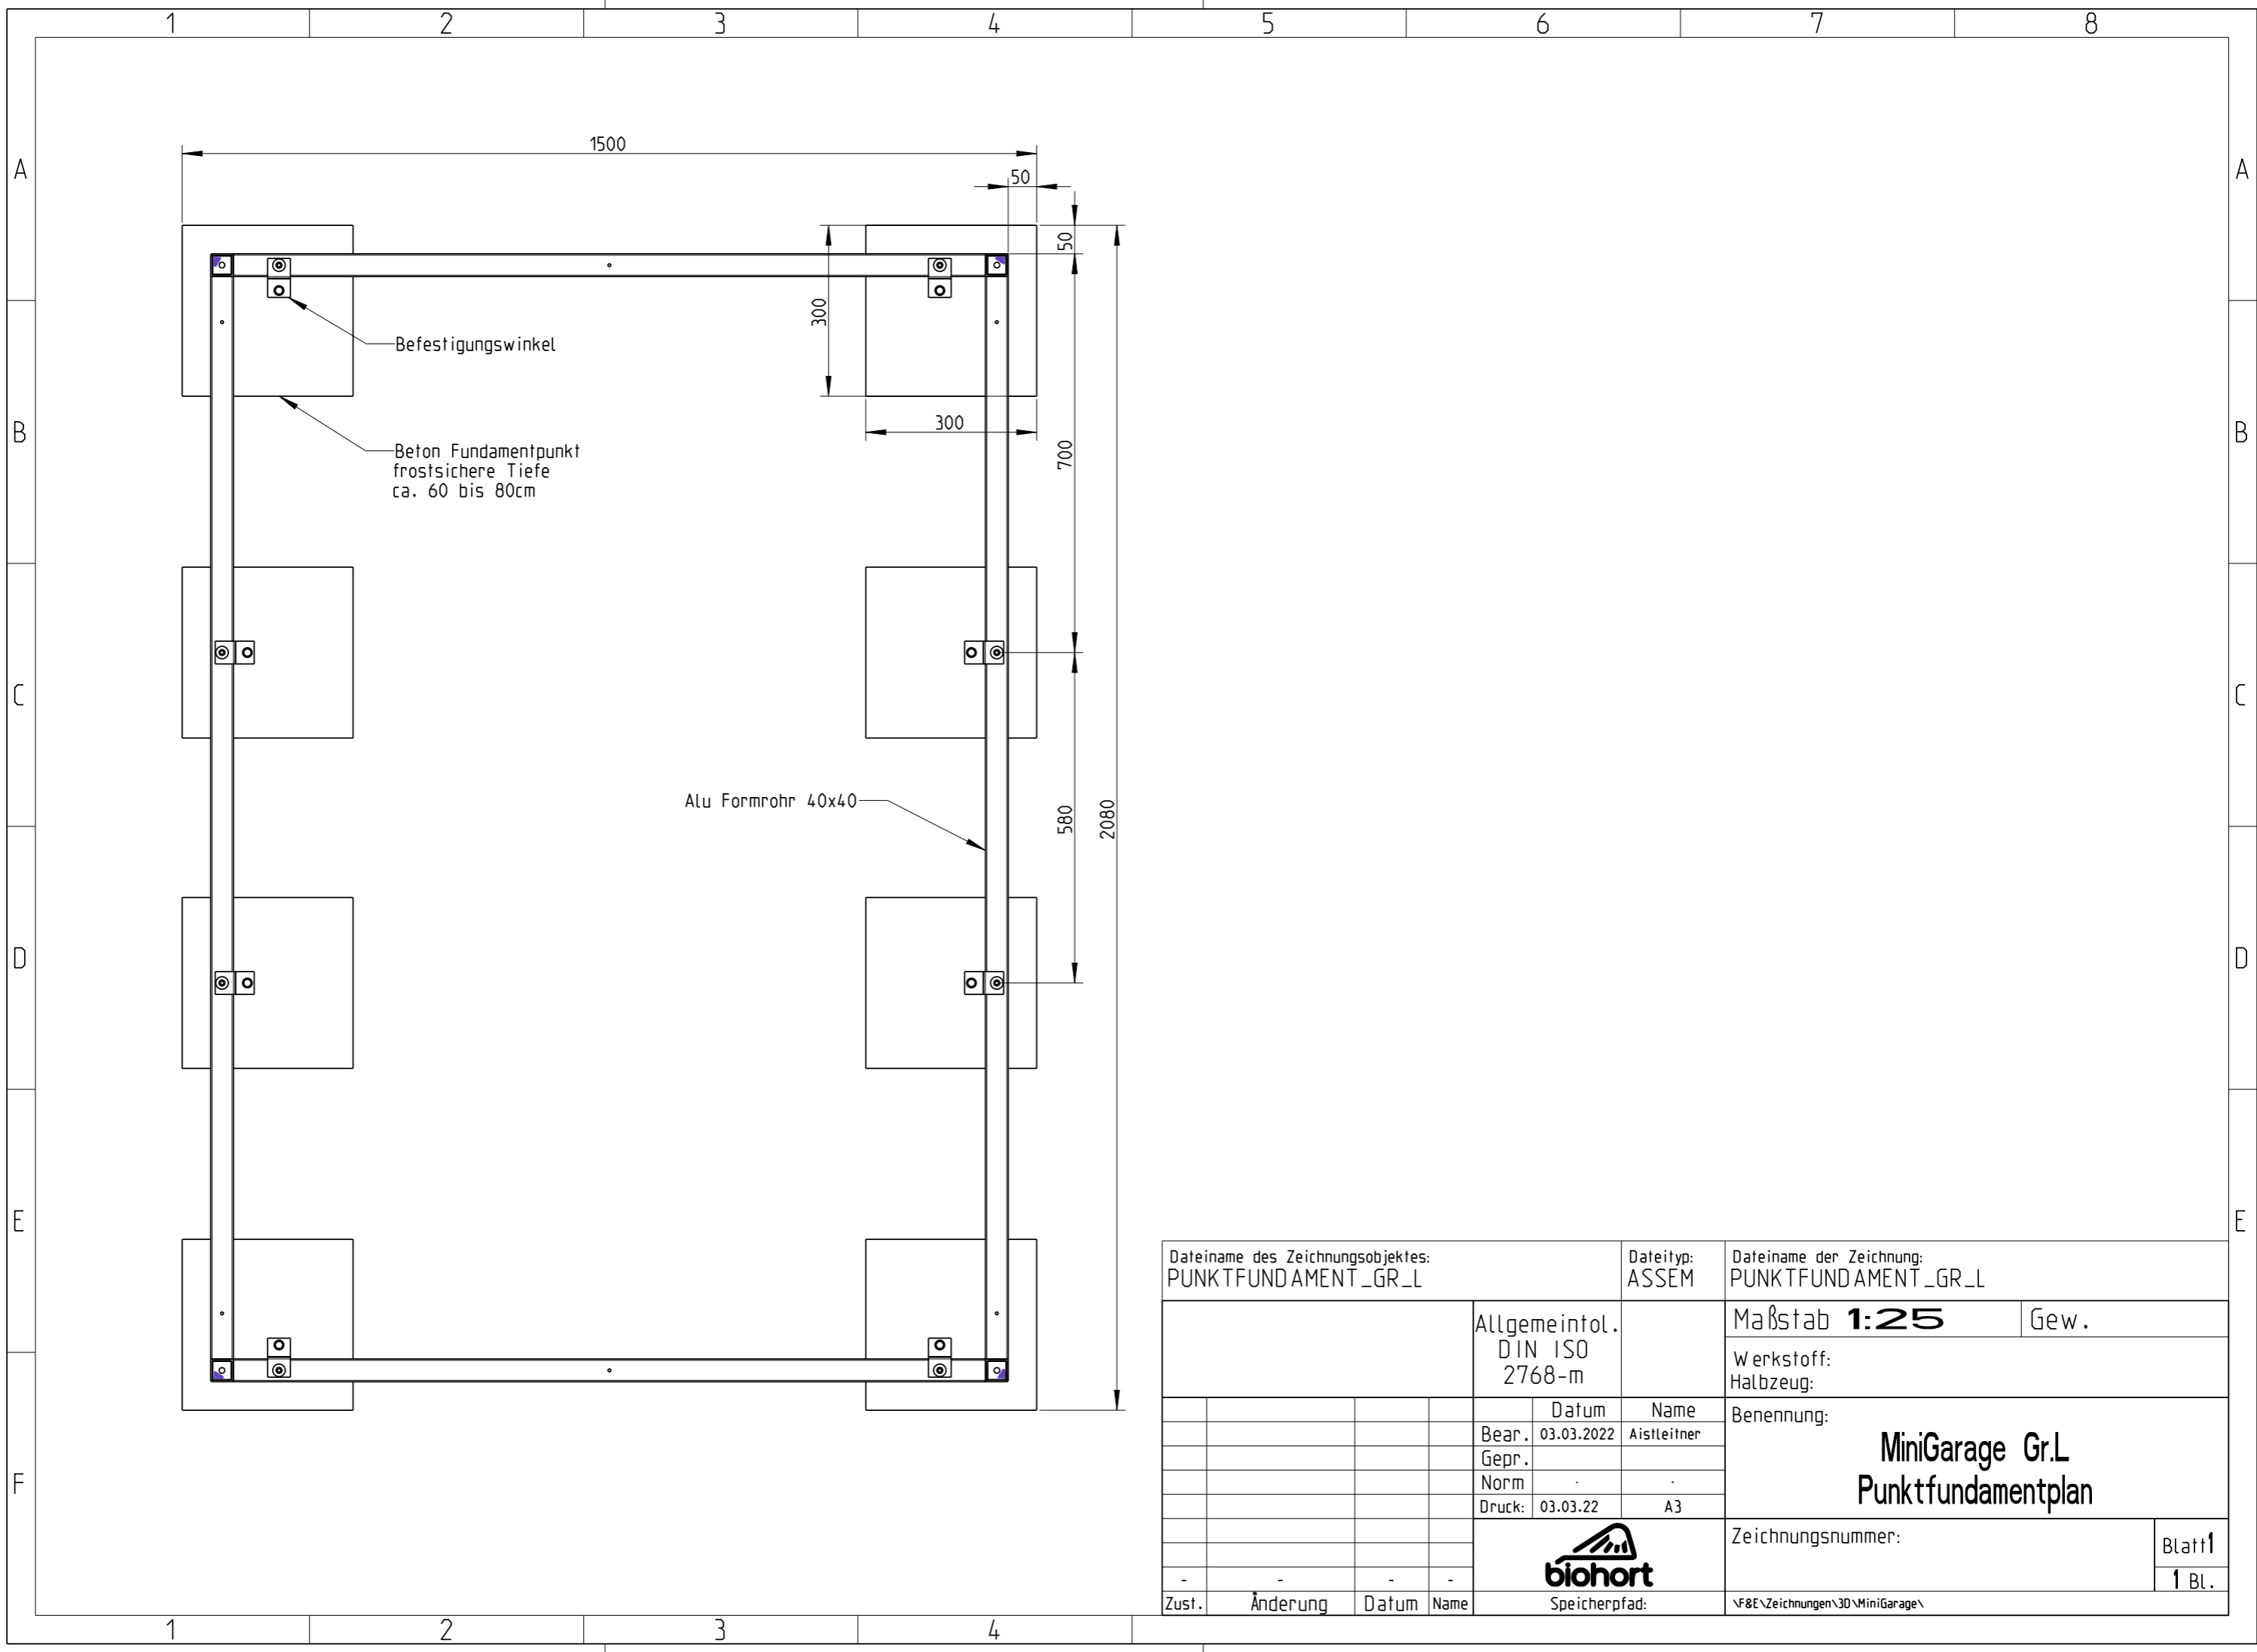 1 2 3 4 5 6 7 8
A A
1500
50
50
300
Befestigungswinkel
B B
300
700
Beton Fundamentpunkt
frostsichere Tiefe
ca. 60 bis 80cm
C C
Alu Formrohr 40x40
580
2080
D D
E E
F
Dateiname des Zeichnungsobjektes:
PUNKTFUNDAMENT_GR_L
Dateityp:
ASSEM
Dateiname der Zeichnung:
PUNKTFUNDAMENT_GR_L
Allgemeintol.
DIN ISO
2768-m
Maßstab 1:25
Gew.
Werkstoff:
Halbzeug:
Datum Name
Bear. 03.03.2022 Aistleitner
Gepr.
Norm - -
Druck: 03.03.22 A3
Benennung:
MiniGarage Gr.L
Punktfundamentplan
Zeichnungsnummer:
Blatt1
1 Bl.
biohort
- - - -
Zust. Änderung Datum Name
Speicherpfad:
\F&E\Zeichnungen\3D\MiniGarage\
1 2 3 4